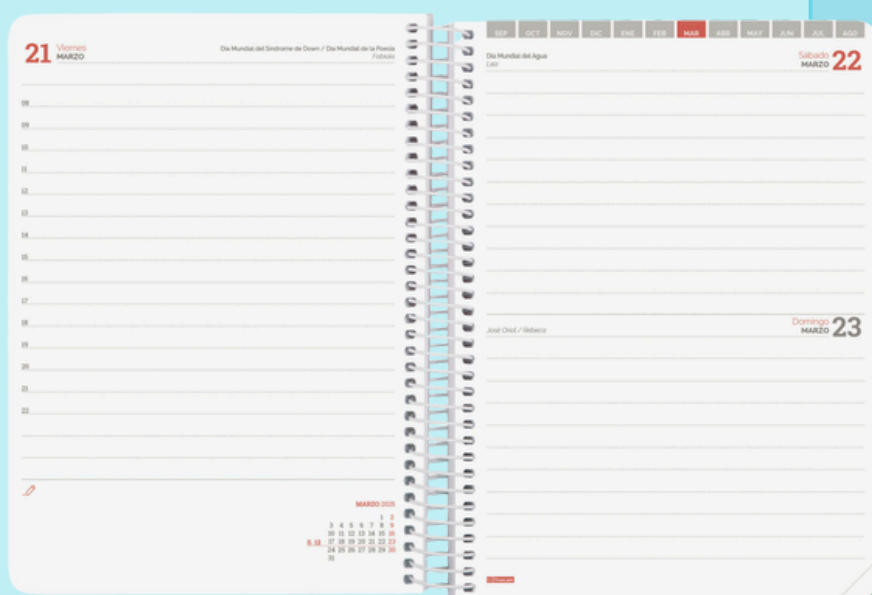 21 Viernes
MARZO
Día Mundial del Síndrome de Down / Día Mundial de la Poesía
Fabiola
08
09
10
11
12
13
14
15
16
17
18
19
20
21
22
MARZO 2025
1 2
3 4 5 6 7 8 9
10 11 12 13 14 15 16
S. 12 17 18 19 20 21 22 23
24 25 26 27 28 29 30
31
SEP OCT NOV DIC ENE FEB MAR ABR MAY JUN JUL AGO
Día Mundial del Agua
Lea
Sábado
MARZO 22
José Oriol / Rebeca
Domingo
MARZO 23